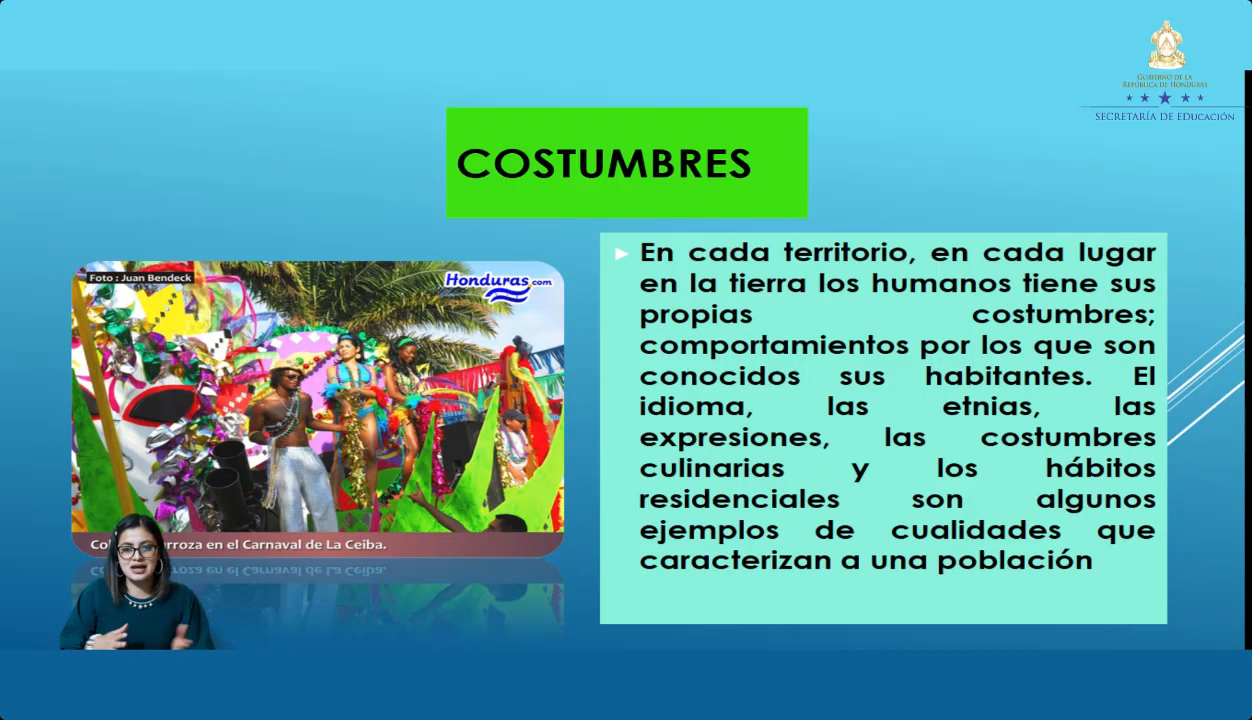 GOBIERNO DE LA
REPÚBLICA DE HONDURAS
SECRETARÍA DE EDUCACIÓN
COSTUMBRES
Foto : Juan Bendeck
Honduras.com
rroza en el Carnaval de La Ceiba.
En cada territorio, en cada lugar
en la tierra los humanos tiene sus
propias costumbres;
comportamientos por los que son
conocidos sus habitantes. El
idioma, las etnias, las
expresiones, las costumbres
culinarias y los hábitos
residenciales son algunos
ejemplos de cualidades que
caracterizan a una población